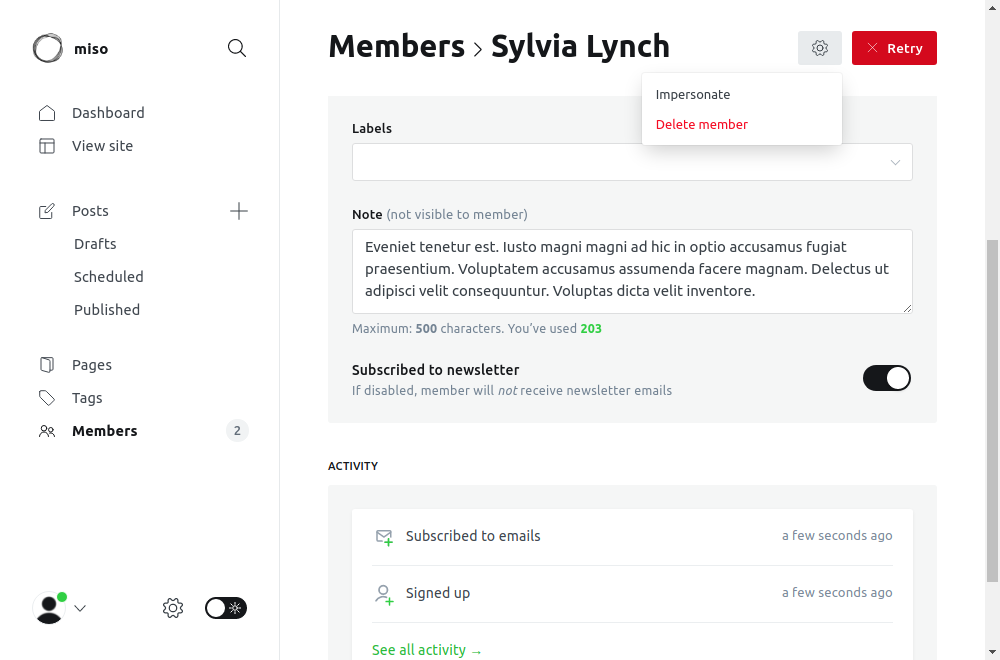 miso
Dashboard
View site
Posts
Drafts
Scheduled
Published
Pages
Tags
Members
2
Members
Sylvia Lynch
Retry
Impersonate
Delete member
Labels
Note (not visible to member)
Eveniet tenetur est. Iusto magni magni ad hic in optio accusamus fugiat
praesentium. Voluptatem accusamus assumenda facere magnam. Delectus ut
adipisci velit consequuntur. Voluptas dicta velit inventore.
Maximum: 500 characters. You’ve used 203
Subscribed to newsletter
If disabled, member will not receive newsletter emails
ACTIVITY
Subscribed to emails
a few seconds ago
Signed up
a few seconds ago
See all activity →